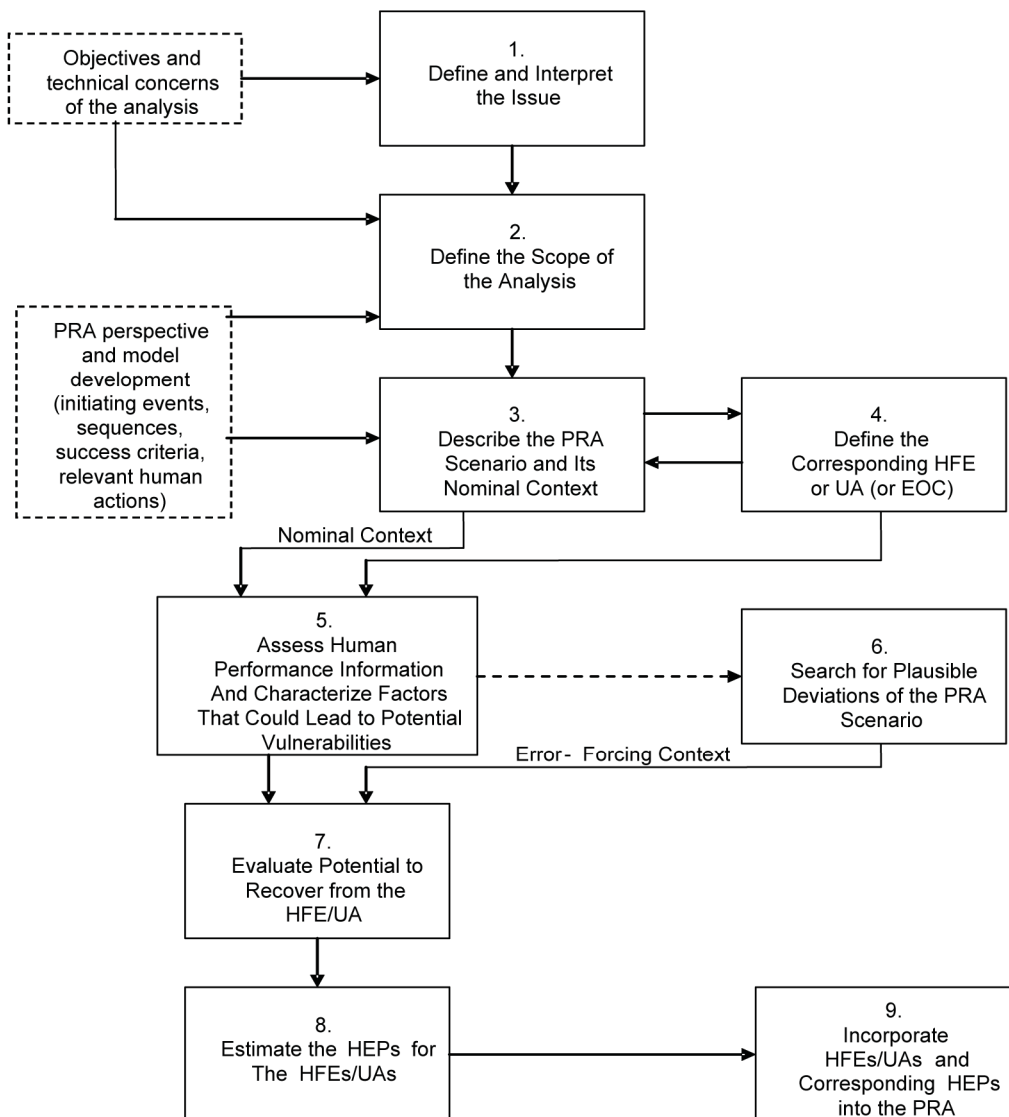 Objectives and
technical concerns
of the analysis
1.
Define and Interpret
the Issue
2.
Define the Scope of
the Analysis
PRA perspective
and model
development
(initiating events,
sequences,
success criteria,
relevant human
actions)
3.
Describe the PRA
Scenario and Its
Nominal Context
4.
Define the
Corresponding HFE
or UA (or EOC)
Nominal Context
5.
Assess Human
Performance Information
And Characterize Factors
That Could Lead to Potential
Vulnerabilities
6.
Search for Plausible
Deviations of the PRA
Scenario
Error- Forcing Context
7.
Evaluate Potential to
Recover from the
HFE/UA
8.
Estimate the HEPs for
The HFEs/UAs
9.
Incorporate
HFEs/UAs and
Corresponding HEPs
into the PRA